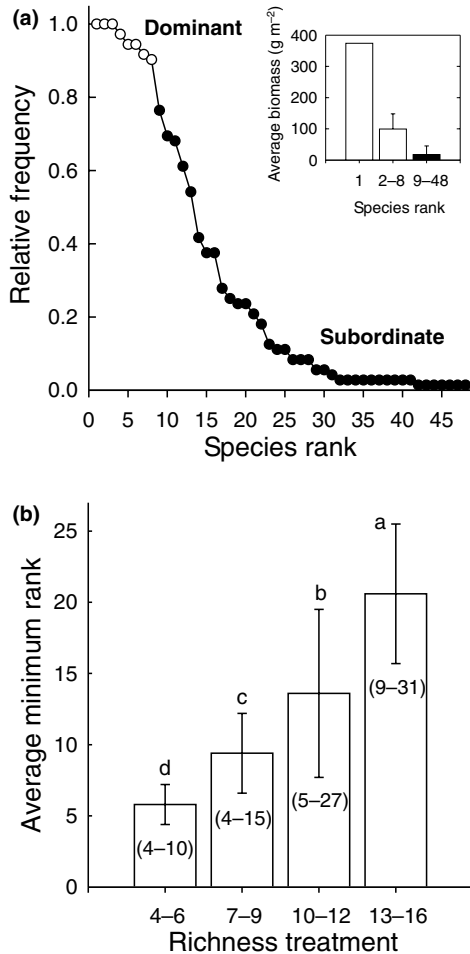 (a)
Dominant
Subordinate
Relative frequency
1.0
0.8
0.6
0.4
0.2
0.0
0 5 10 15 20 25 30 35 40 45
Species rank
Average biomass (g m−2)
400
300
200
100
0
1 2–8 9–48
Species rank
(b)
Average minimum rank
25
20
15
10
5
0
d
c
b
a
(4–10)
(4–15)
(5–27)
(9–31)
4–6 7–9 10–12 13–16
Richness treatment